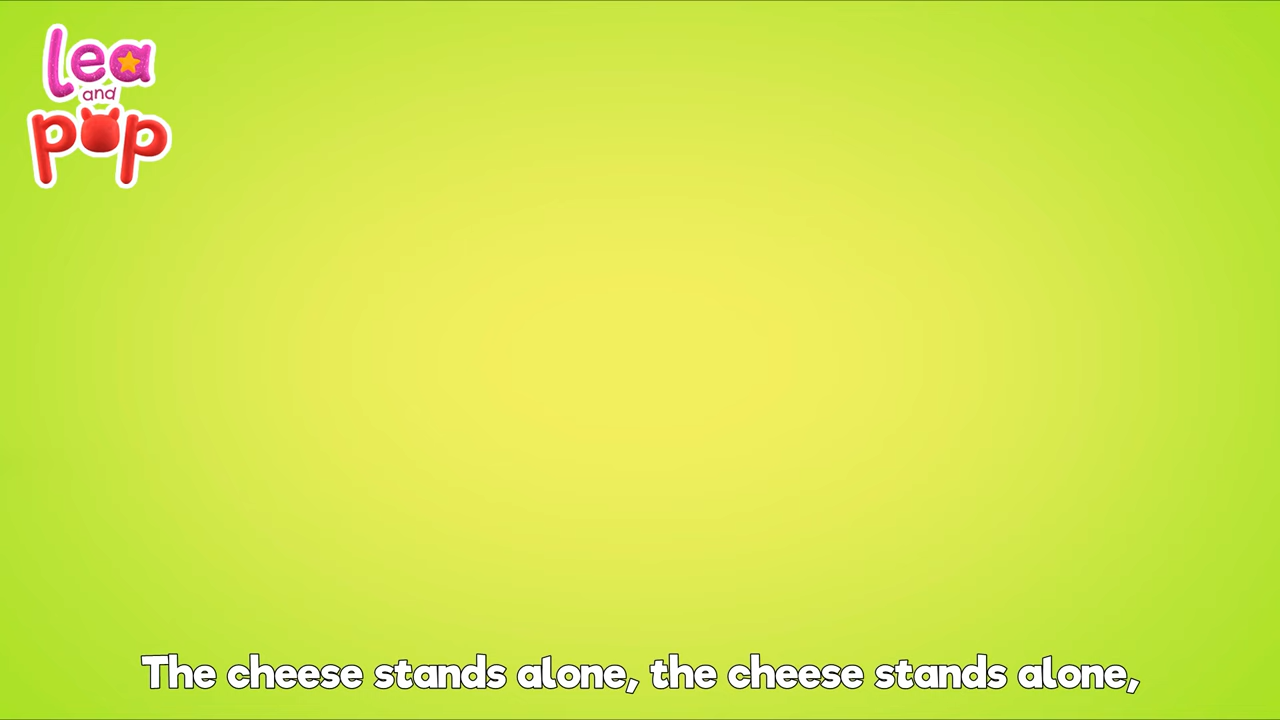 lea
and
pop
The cheese stands alone, the cheese stands alone,